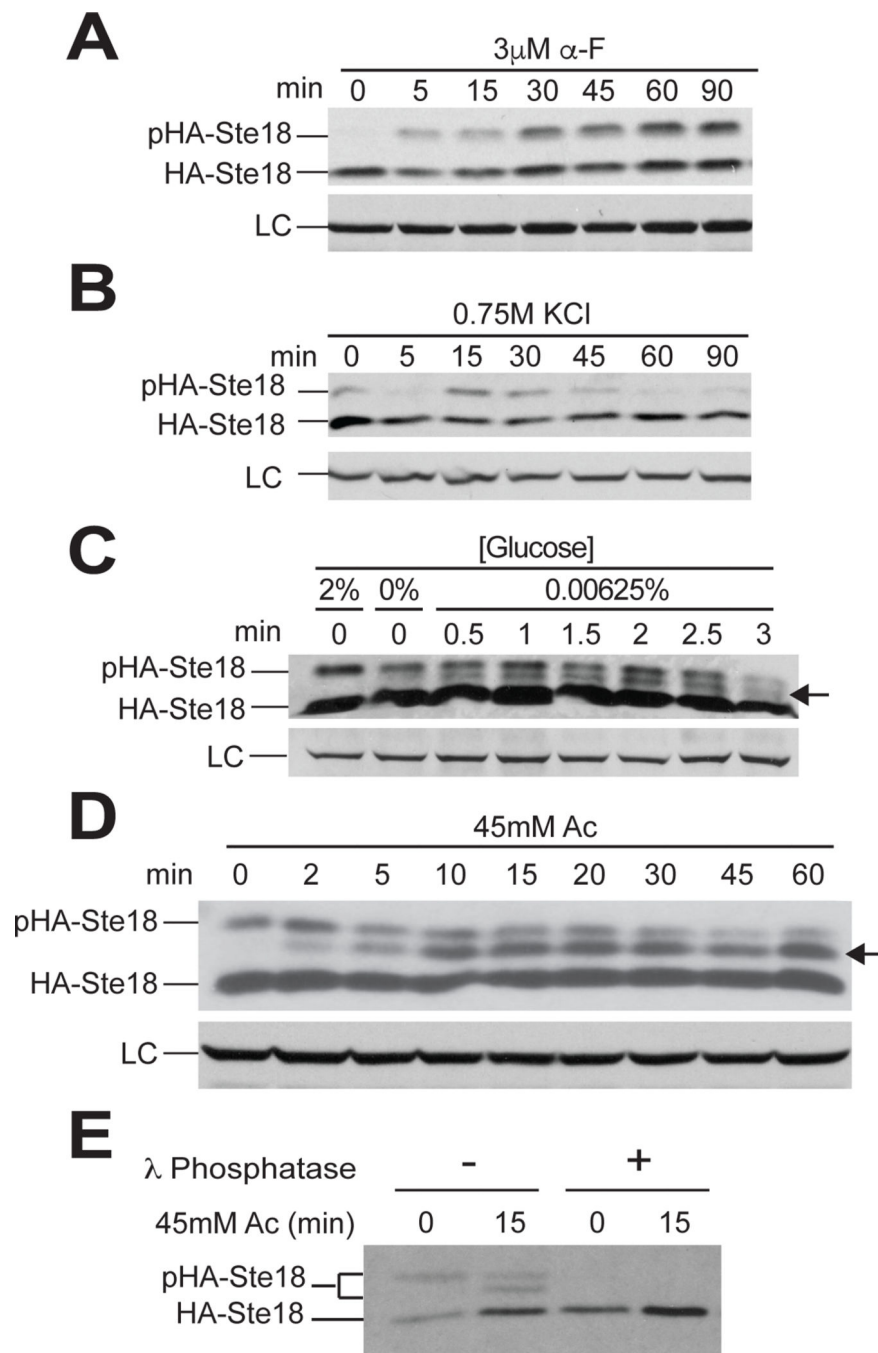 A
3μM α-F
min 0 5 15 30 45 60 90
pHA-Ste18
HA-Ste18
LC
B
0.75M KCl
min 0 5 15 30 45 60 90
pHA-Ste18
HA-Ste18
LC
C
[Glucose]
2% 0% 0.00625%
min 0 0 0.5 1 1.5 2 2.5 3
pHA-Ste18
HA-Ste18
LC
D
45mM Ac
min 0 2 5 10 15 20 30 45 60
pHA-Ste18
HA-Ste18
LC
E
λ Phosphatase - +
45mM Ac (min) 0 15 0 15
pHA-Ste18
HA-Ste18